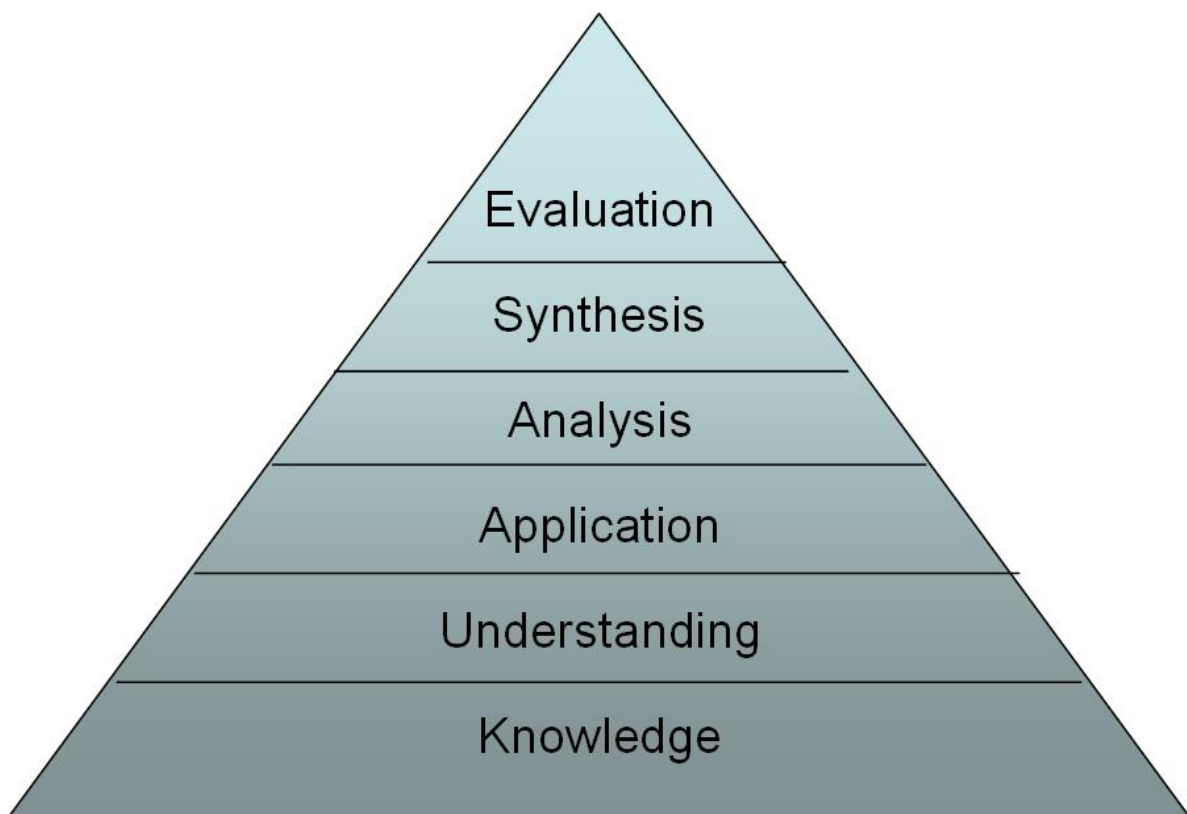 Evaluation
Synthesis
Analysis
Application
Understanding
Knowledge